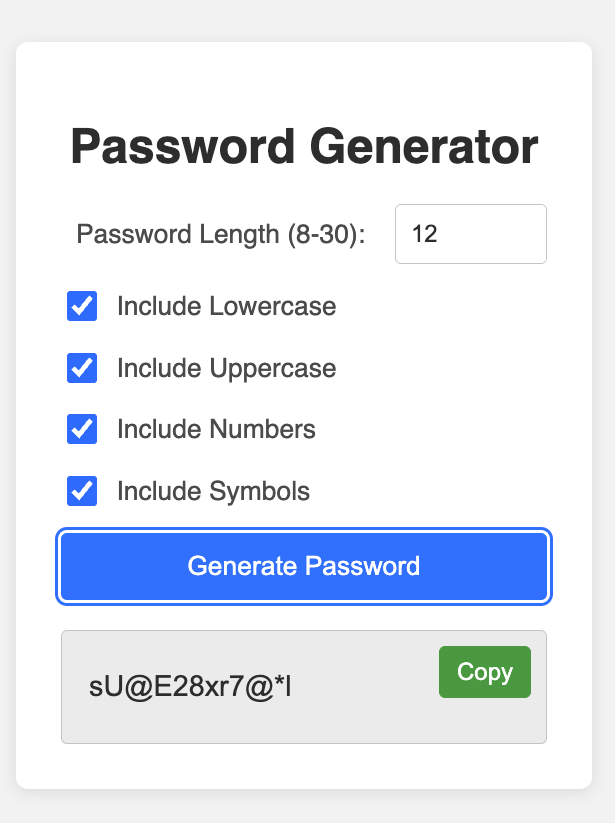 Password Generator
Password Length (8-30): 12
Include Lowercase
Include Uppercase
Include Numbers
Include Symbols
Generate Password
sU@E28xr7@*l
Copy